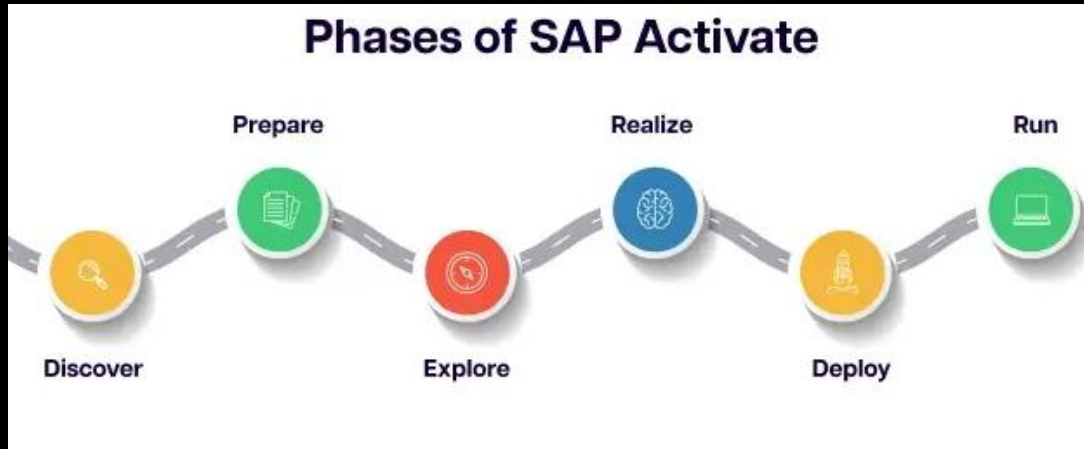 Phases of SAP Activate
Prepare
Realize
Run
Discover
Explore
Deploy